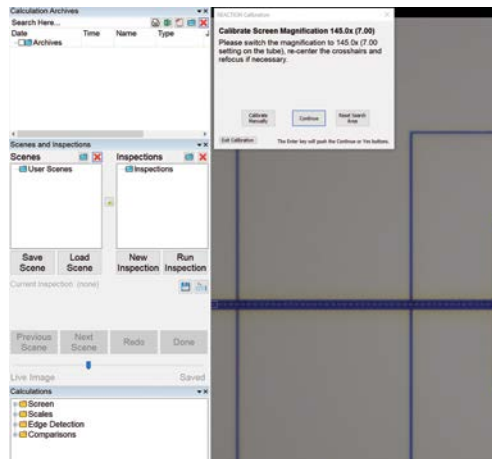 Calculation Archives
Search Here...
Date Time Name Type
Archives
Scenes and Inspections
Scenes Inspections
User Scenes Inspections
Save Scene
Load Scene
New Inspection
Run Inspection
Current Inspection (none)
Previous Scene
Next Scene
Redo
Done
Live Image Saved
Calculations
Screen
Scales
Edge Detection
Comparisons
Calibration
Calibrate Screen Magnification 145.0x (7.00)
Please switch the magnification to 145.0x (7.00
setting on the tube), re-center the crosshairs and
refocus if necessary.
Calibrate
Manually
Continue
Reset Search
Area
Exit Calibration
The Enter key will push the Continue or Yes buttons.